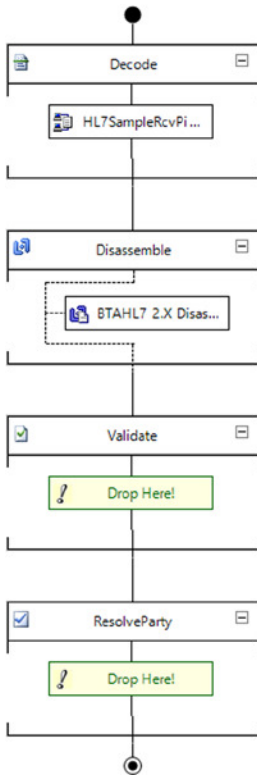 Decode
HL7SampleRcvPi...
Disassemble
BTAHL7 2.X Disas...
Validate
Drop Here!
ResolveParty
Drop Here!